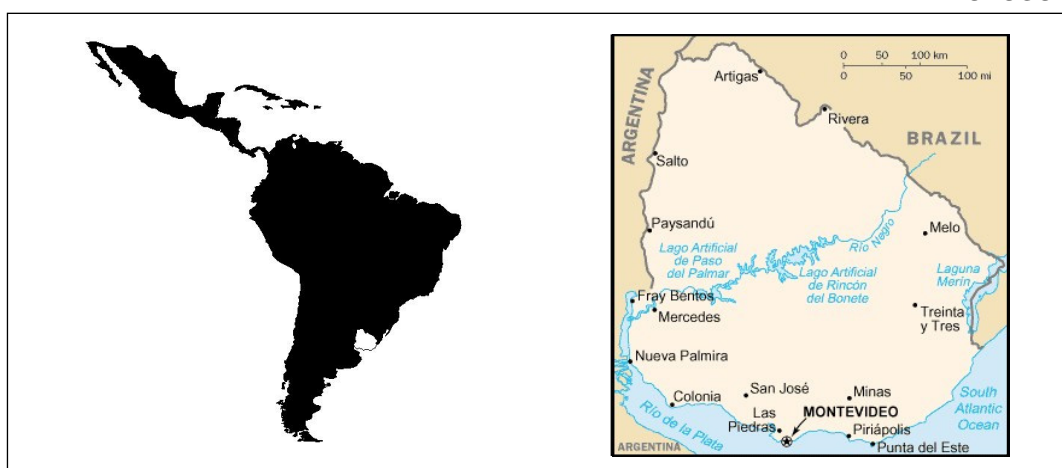 0 50 100 km
0 50 100 mi
Artigas
Rivera
ARGENTINA
BRAZIL
Salto
Paysandú
Melo
Río Negro
Lago Artificial
de Paso
del Palmar
Lago Artificial
de Rincón
del Bonete
Laguna
Merín
Fray Bentos
Mercedes
Treinta
y Tres
Nueva Palmira
San José
Minas
Colonia
Las
Piedras
MONTEVIDEO
South
Atlantic
Ocean
Río de la Plata
Piriápolis
ARGENTINA
Punta del Este